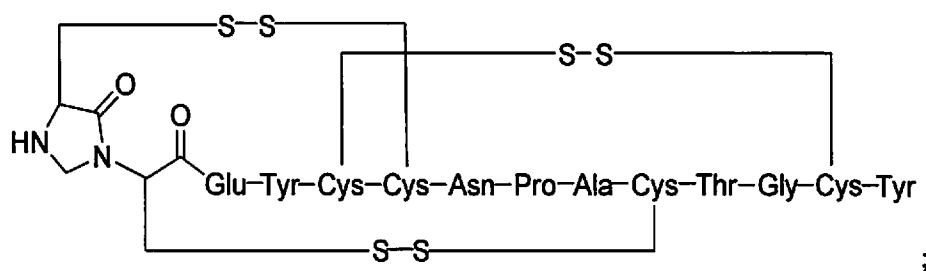 S-S
S-S
O
O
HN
N
Glu-Tyr-Cys-Cys-Asn-Pro-Ala-Cys-Thr-Gly-Cys-Tyr
S-S
;